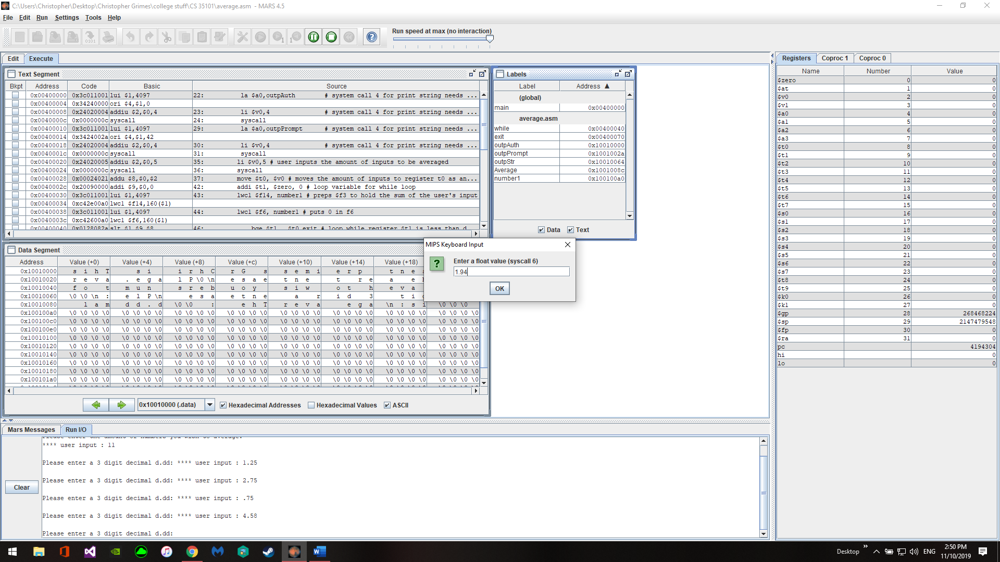 C:\Users\Christopher\Desktop\Christopher Grimes\college stuff\CS 35101\average.asm - MARS 4.5
File Edit Run Settings Tools Help
Run speed at max (no interaction)
Edit Execute
Text Segment
Bkpt Address Code Basic Source
0x00400000 0x3c011001 lui $1,4097 22: la $a0,outpAuth # system call 4 for print string needs ...
0x00400004 0x34240000 ori $4,$1,0
0x00400008 0x24020004 addiu $2,$0,4 23: li $v0,4 # system call 4 for print string needs ...
0x0040000c 0x0000000c syscall 24: syscall
0x00400010 0x3c011001 lui $1,4097 29: la $a0,outpPrompt # system call 4 for print string needs ...
0x00400014 0x3424002a ori $4,$1,42
0x00400018 0x24020004 addiu $2,$0,4 30: li $v0,4 # system call 4 for print string needs ...
0x0040001c 0x0000000c syscall 31: syscall
0x00400020 0x24020005 addiu $2,$0,5 35: li $v0,5 # user inputs the amount of inputs to be averaged
0x00400024 0x0000000c syscall 36: syscall
0x00400028 0x00024021 addu $8,$0,$2 37: move $t0, $v0 # moves the amount of inputs to register t0 as an...
0x0040002c 0x20090000 addi $9,$0,0 42: addi $t1, $zero, 0 # loop variable for while loop
0x00400030 0x3c011001 lui $1,4097 43: lwc1 $f14, number1 # preps $f3 to hold the sum of the user's input
0x00400034 0xc42e00a0 lwc1 $f14,160($1)
0x00400038 0x3c011001 lui $1,4097 44: lwc1 $f6, number1 # puts 0 in f6
0x0040003c 0xc42600a0 lwc1 $f6,160($1)
0x00400040 0x0128082a slt $1,$9,$8 46: bge $t1, $t0 exit # loop while register $t1 is less than d
Labels
Label Address ▲
(global)
main 0x00400000
average.asm
while 0x00400040
exit 0x00400070
outpAuth 0x10010000
outpPrompt 0x1001002a
outpStr 0x10010064
Average 0x1001008c
number1 0x100100a0
Data Text
Data Segment
Address Value (+0) Value (+4) Value (+8) Value (+c) Value (+10) Value (+14) Value (+18)
0x10010000 s i h T s i i r h C r G s s e m i e r p t n e s
0x10010020 r e v a . e g a l P \0 \n e s a e t n e t r e a e h
0x10010040 f o t m u n s r e b u o y s i w o t h e v a
0x10010060 \0 \0 \n : e l P \n e s a e t n e a r i d 3 t i g
0x10010080 l a m d d . d \0 \0 : e h T r e v a e g a \n : s i \0 \0 \0
0x100100a0 \0 \0 \0 \0 \0 \0 \0 \0 \0 \0 \0 \0 \0 \0 \0 \0 \0 \0 \0 \0 \0 \0 \0 \0 \0 \0 \0 \0 \0 \0 \0 \0
0x100100c0 \0 \0 \0 \0 \0 \0 \0 \0 \0 \0 \0 \0 \0 \0 \0 \0 \0 \0 \0 \0 \0 \0 \0 \0 \0 \0 \0 \0 \0 \0 \0 \0
0x100100e0 \0 \0 \0 \0 \0 \0 \0 \0 \0 \0 \0 \0 \0 \0 \0 \0 \0 \0 \0 \0 \0 \0 \0 \0 \0 \0 \0 \0 \0 \0 \0 \0
0x10010100 \0 \0 \0 \0 \0 \0 \0 \0 \0 \0 \0 \0 \0 \0 \0 \0 \0 \0 \0 \0 \0 \0 \0 \0 \0 \0 \0 \0 \0 \0 \0 \0
0x10010120 \0 \0 \0 \0 \0 \0 \0 \0 \0 \0 \0 \0 \0 \0 \0 \0 \0 \0 \0 \0 \0 \0 \0 \0 \0 \0 \0 \0 \0 \0 \0 \0
0x10010140 \0 \0 \0 \0 \0 \0 \0 \0 \0 \0 \0 \0 \0 \0 \0 \0 \0 \0 \0 \0 \0 \0 \0 \0 \0 \0 \0 \0 \0 \0 \0 \0
0x10010160 \0 \0 \0 \0 \0 \0 \0 \0 \0 \0 \0 \0 \0 \0 \0 \0 \0 \0 \0 \0 \0 \0 \0 \0 \0 \0 \0 \0 \0 \0 \0 \0
0x10010180 \0 \0 \0 \0 \0 \0 \0 \0 \0 \0 \0 \0 \0 \0 \0 \0 \0 \0 \0 \0 \0 \0 \0 \0 \0 \0 \0 \0 \0 \0 \0 \0
0x100101a0 \0 \0 \0 \0 \0 \0 \0 \0 \0 \0 \0 \0 \0 \0 \0 \0 \0 \0 \0 \0 \0 \0 \0 \0 \0 \0 \0 \0 \0 \0 \0 \0
0x10010000 (.data) Hexadecimal Addresses Hexadecimal Values ASCII
MIPS Keyboard Input
Enter a float value (syscall 6)
1.94
OK
Mars Messages Run I/O
Please enter the amount of numbers you wish to average:
**** user input : 11
Please enter a 3 digit decimal d.dd: **** user input : 1.25
Please enter a 3 digit decimal d.dd: **** user input : 2.75
Please enter a 3 digit decimal d.dd: **** user input : .75
Please enter a 3 digit decimal d.dd: **** user input : 4.58
Please enter a 3 digit decimal d.dd:
Clear
Registers Coproc 1 Coproc 0
Name Number Value
$zero 0 0
$at 1 0
$v0 2 0
$v1 3 0
$a0 4 0
$a1 5 0
$a2 6 0
$a3 7 0
$t0 8 0
$t1 9 0
$t2 10 0
$t3 11 0
$t4 12 0
$t5 13 0
$t6 14 0
$t7 15 0
$s0 16 0
$s1 17 0
$s2 18 0
$s3 19 0
$s4 20 0
$s5 21 0
$s6 22 0
$s7 23 0
$t8 24 0
$t9 25 0
$k0 26 0
$k1 27 0
$gp 28 268468224
$sp 29 2147479548
$fp 30 0
$ra 31 0
pc 4194304
hi 0
lo 0
Desktop ENG
2:50 PM
11/10/2019